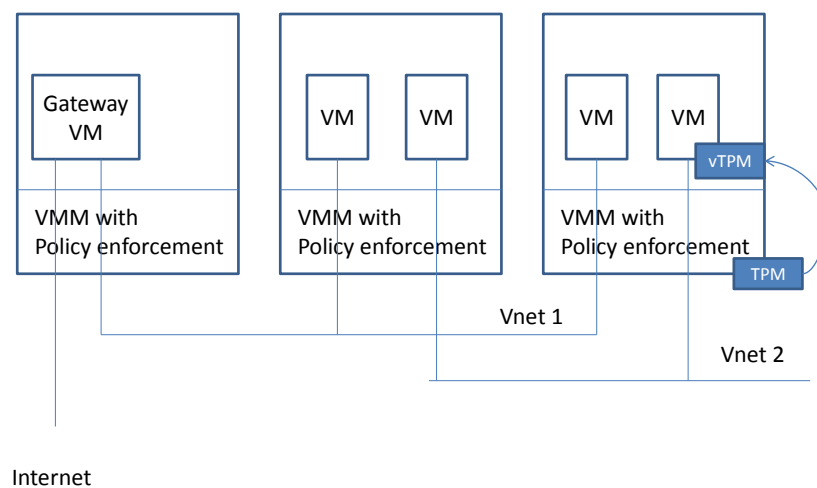 Gateway
VM
VM
VM
VM
VM
vTPM
VMM with
Policy enforcement
VMM with
Policy enforcement
VMM with
Policy enforcement
TPM
Vnet 1
Vnet 2
Internet